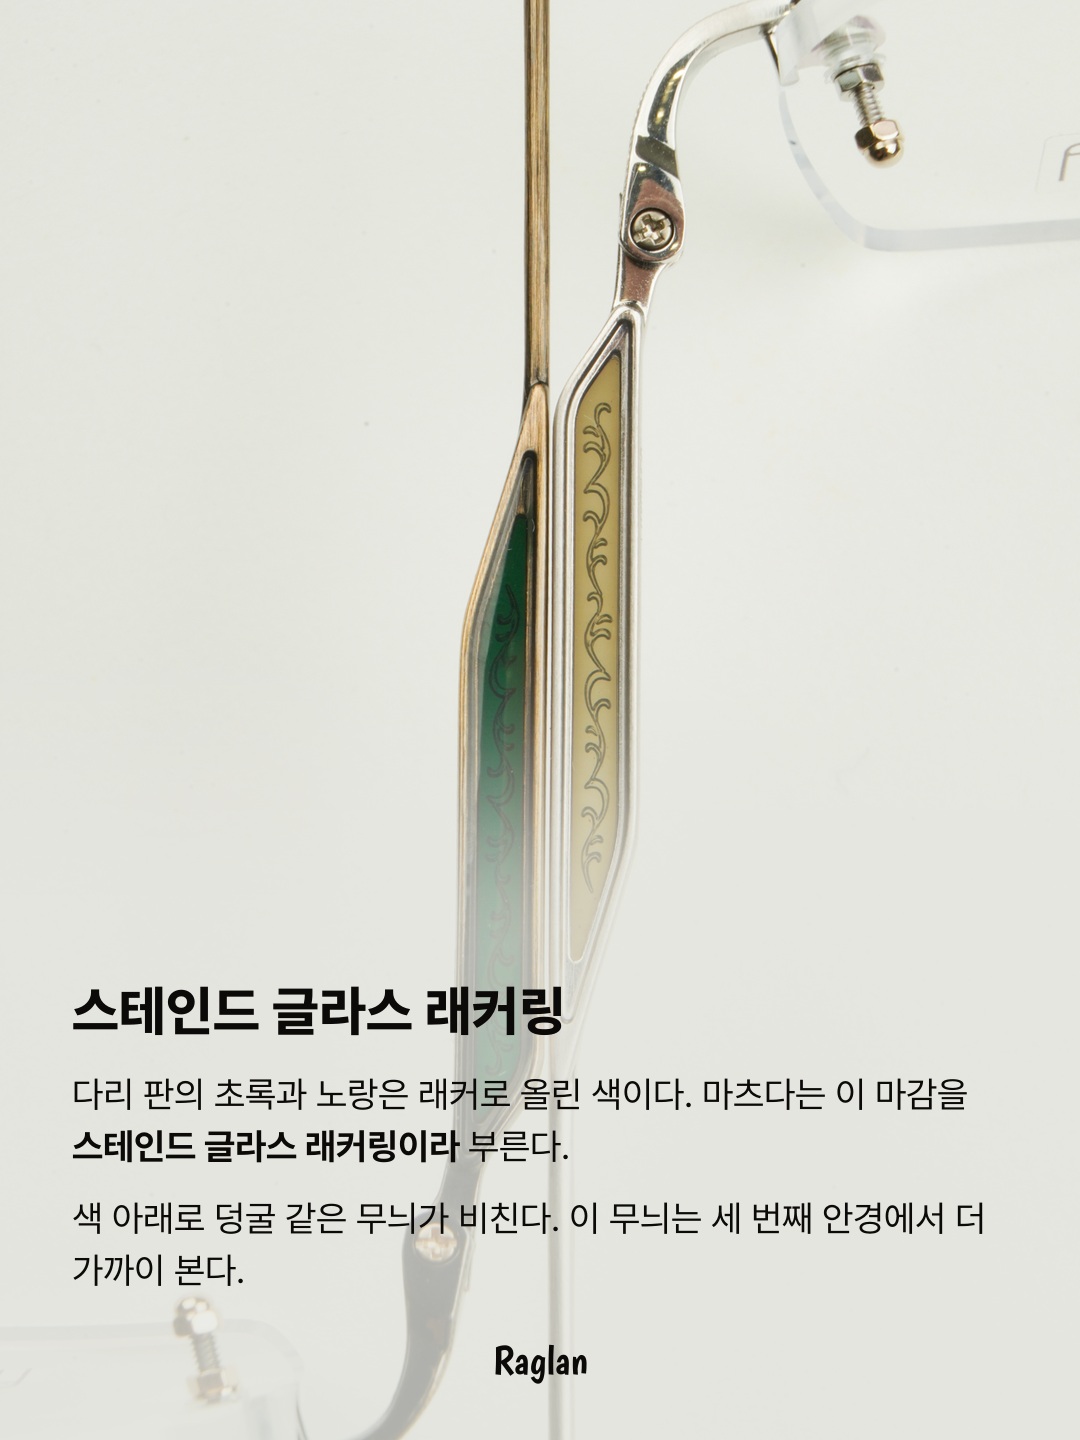 스테인드 글라스 래커링
다리 판의 초록과 노랑은 래커로 올린 색이다. 마츠다는 이 마감을
스테인드 글라스 래커링이라 부른다.
색 아래로 덩굴 같은 무늬가 비친다. 이 무늬는 세 번째 안경에서 더
가까이 본다.
Raglan